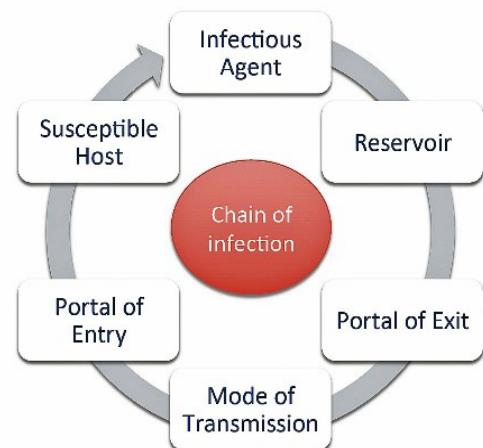 Infectious
Agent
Reservoir
Portal of Exit
Mode of
Transmission
Portal of
Entry
Susceptible
Host
Chain of
infection